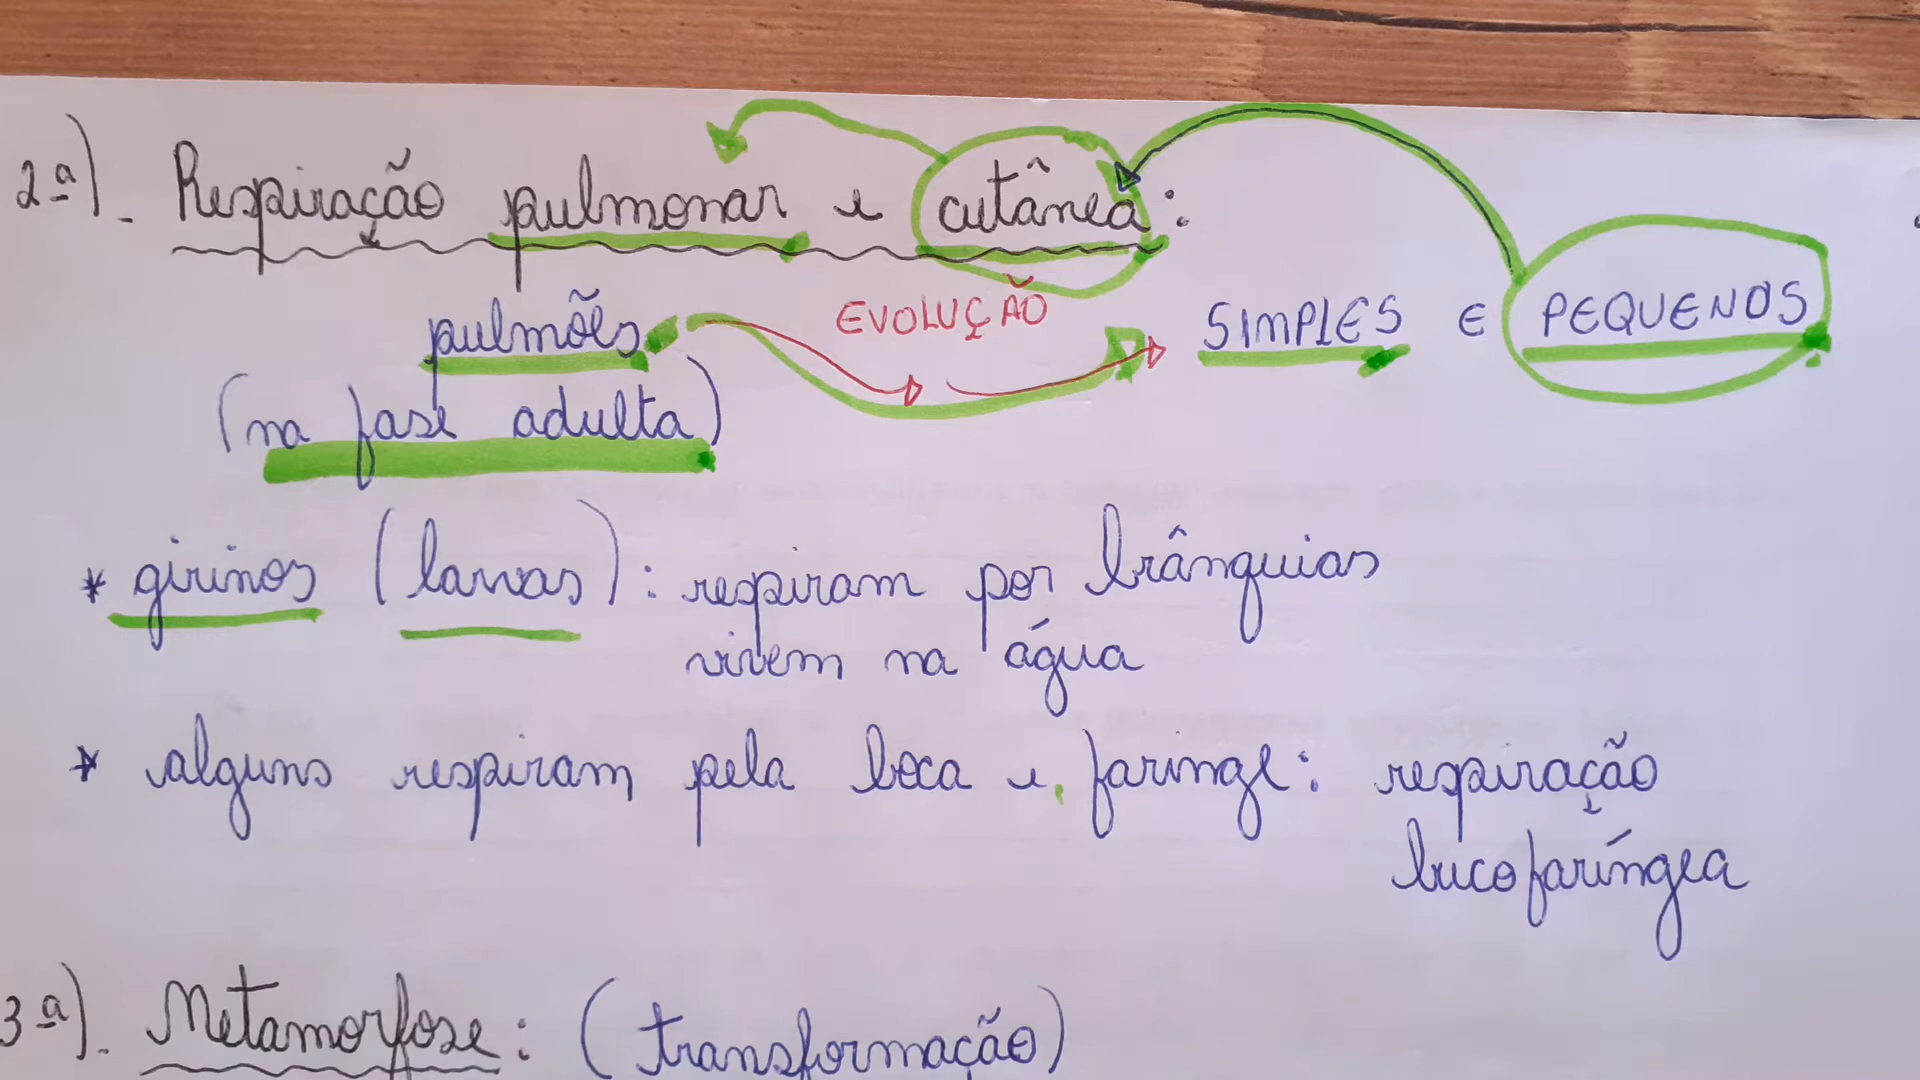 2ª). Respiração pulmonar e cutânea:
pulmões EVOLUÇÃO SIMPLES E PEQUENOS
(na fase adulta)
* girinos (larvas): respiram por brânquias
vivem na água
* alguns respiram pela boca e faringe: respiração
bucofaríngea
3ª). Metamorfose: (transformação)